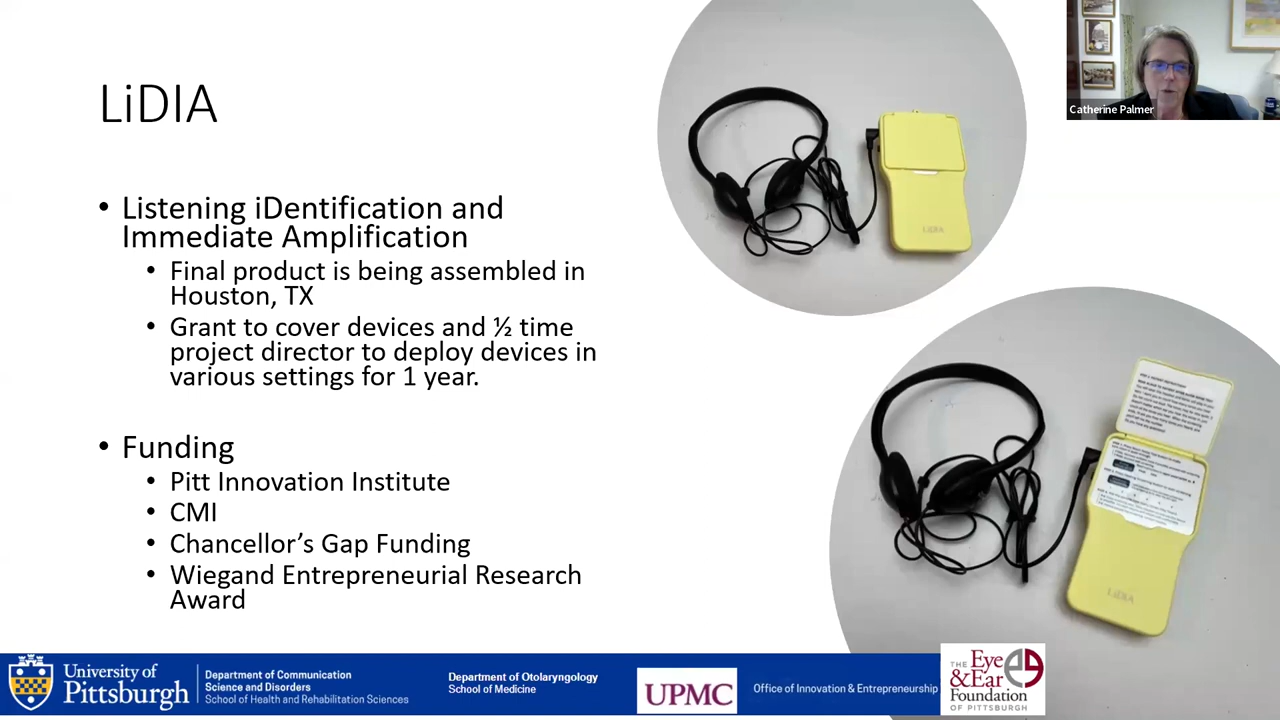 LiDIA
Catherine Palmer
• Listening iDentification and
Immediate Amplification
• Final product is being assembled in
Houston, TX
• Grant to cover devices and ½ time
project director to deploy devices in
various settings for 1 year.
• Funding
• Pitt Innovation Institute
• CMI
• Chancellor’s Gap Funding
• Wiegand Entrepreneurial Research
Award
LiDIA
LiDIA
University of
Pittsburgh
Department of Communication
Science and Disorders
School of Health and Rehabilitation Sciences
Department of Otolaryngology
School of Medicine
UPMC
Office of Innovation & Entrepreneurship
THE Eye
& Ear
Foundation
OF PITTSBURGH